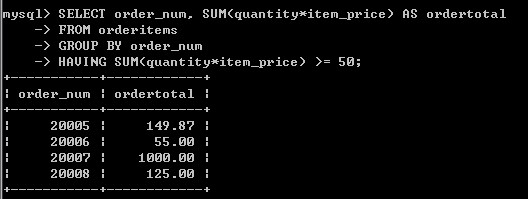 mysql> SELECT order_num, SUM(quantity*item_price) AS ordertotal
    -> FROM orderitems
    -> GROUP BY order_num
    -> HAVING SUM(quantity*item_price) >= 50;
+-----------+------------+
| order_num | ordertotal |
+-----------+------------+
|     20005 |     149.87 |
|     20006 |      55.00 |
|     20007 |    1000.00 |
|     20008 |     125.00 |
+-----------+------------+